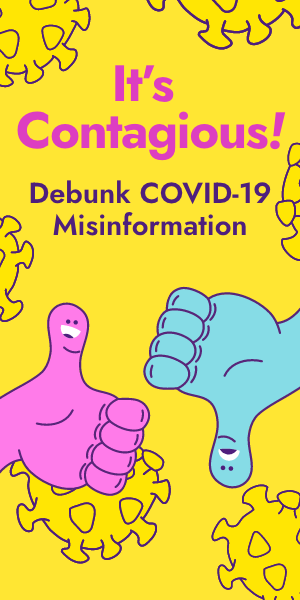 It's
Contagious!
Debunk COVID-19
Misinformation